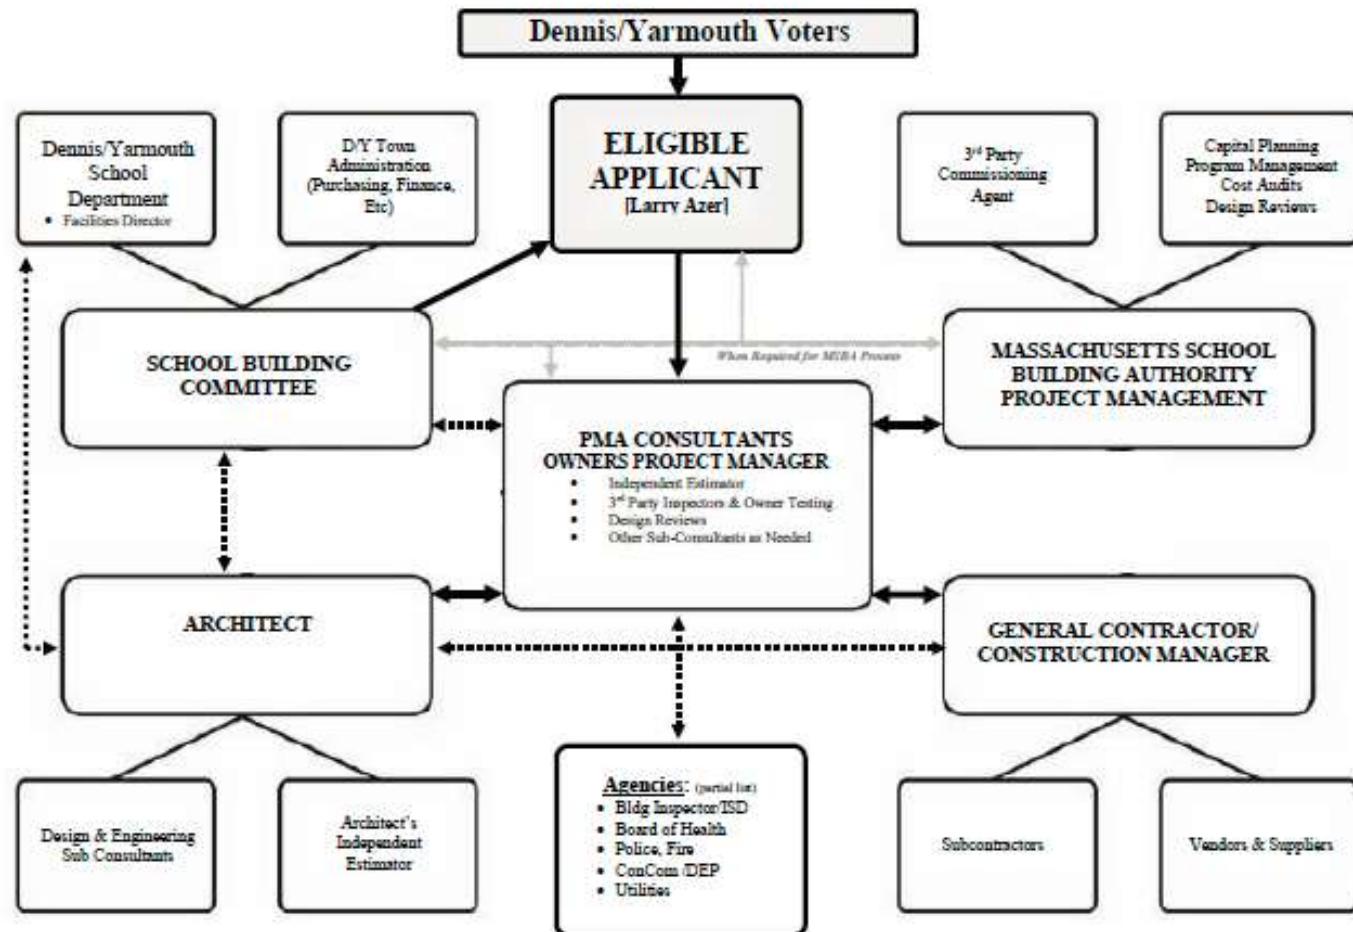 Dennis/Yarmouth Voters
ELIGIBLE
APPLICANT
[Larry Azer]
Dennis/Yarmouth
School
Department
• Facilities Director
D/Y Town
Administration
(Purchasing, Finance,
Etc)
3rd Party
Commissioning
Agent
Capital Planning
Program Management
Cost Audits
Design Reviews
SCHOOL BUILDING
COMMITTEE
When Required for MSBA Process
MASSACHUSETTS SCHOOL
BUILDING AUTHORITY
PROJECT MANAGEMENT
PMA CONSULTANTS
OWNERS PROJECT MANAGER
• Independent Estimator
• 3rd Party Inspectors & Owner Testing
• Design Reviews
• Other Sub-Consultants as Needed
ARCHITECT
GENERAL CONTRACTOR/
CONSTRUCTION MANAGER
Design & Engineering
Sub Consultants
Architect's
Independent
Estimator
Agencies: (partial list)
• Bldg Inspector/ISD
• Board of Health
• Police, Fire
• ConCom /DEP
• Utilities
Subcontractors
Vendors & Suppliers